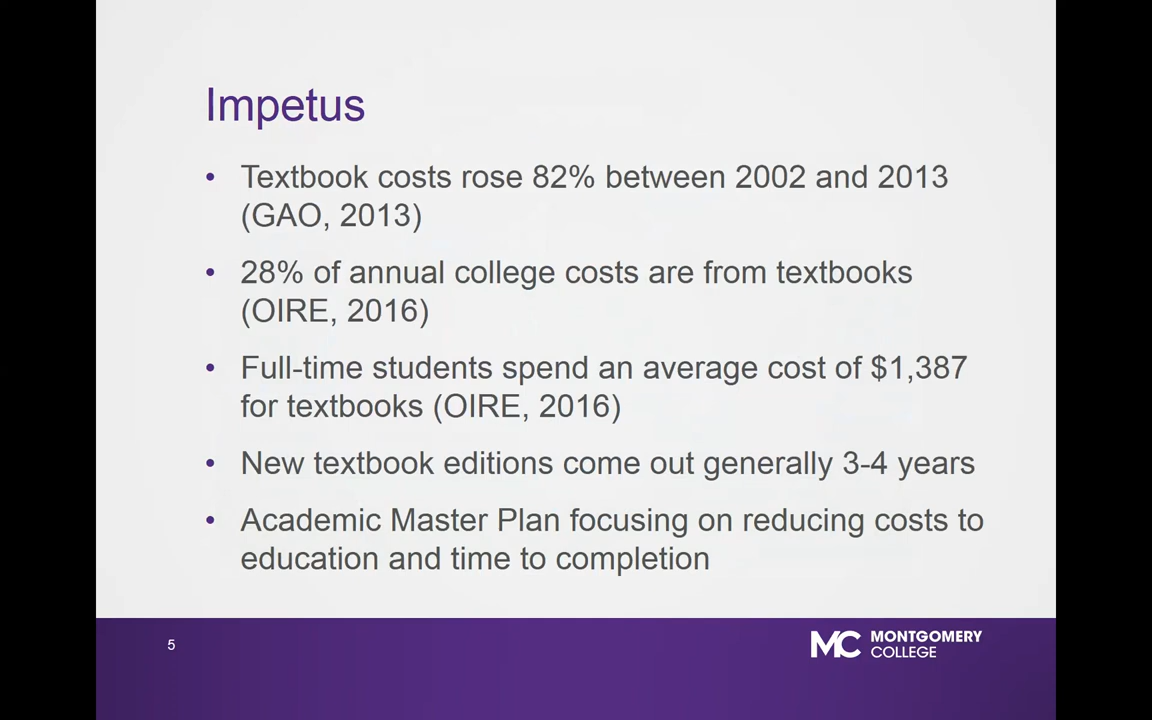 Impetus
• Textbook costs rose 82% between 2002 and 2013
(GAO, 2013)
• 28% of annual college costs are from textbooks
(OIRE, 2016)
• Full-time students spend an average cost of $1,387
for textbooks (OIRE, 2016)
• New textbook editions come out generally 3-4 years
• Academic Master Plan focusing on reducing costs to
education and time to completion
5
MC MONTGOMERY
COLLEGE